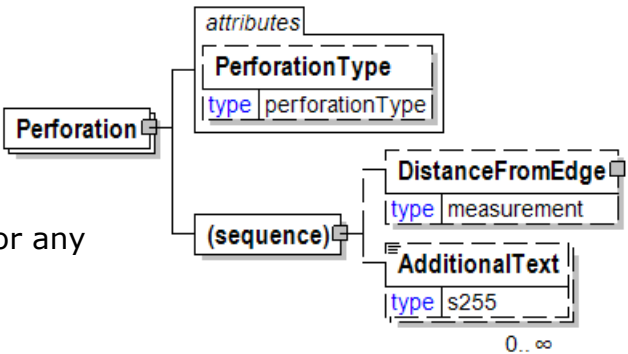 attributes
PerforationType
type perforationType
Perforation
DistanceFromEdge
type measurement
or any
(sequence)
AdditionalText
type s255
0..∞